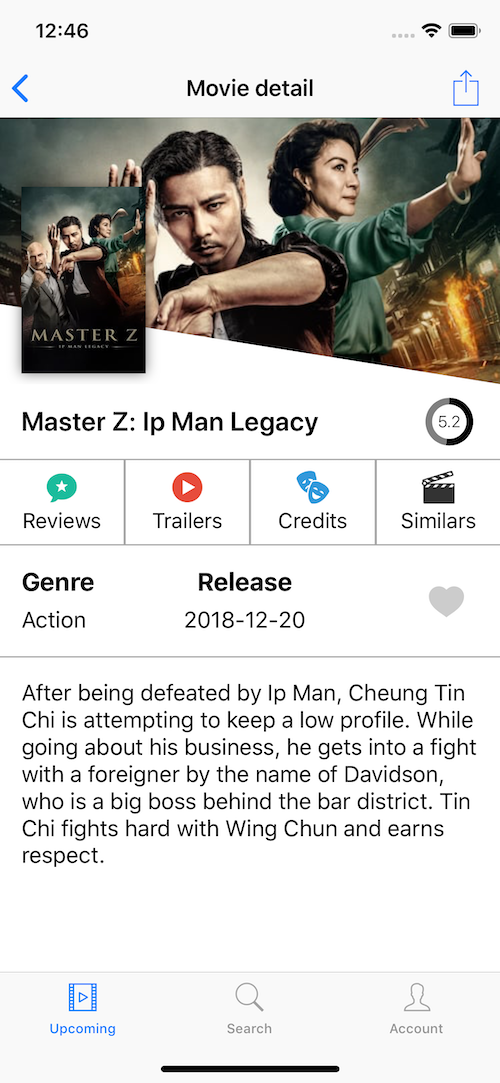 12:46
Movie detail
MASTER Z
IP MAN LEGACY
Master Z: Ip Man Legacy
5.2
Reviews
Trailers
Credits
Similars
Genre
Release
Action
2018-12-20
After being defeated by Ip Man, Cheung Tin
Chi is attempting to keep a low profile. While
going about his business, he gets into a fight
with a foreigner by the name of Davidson,
who is a big boss behind the bar district. Tin
Chi fights hard with Wing Chun and earns
respect.
Upcoming
Search
Account